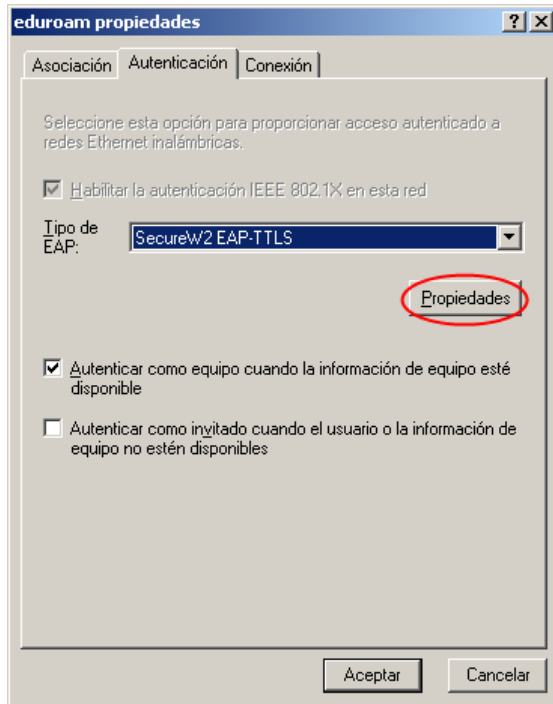 eduroam propiedades
Asociación Autenticación Conexión
Seleccione esta opción para proporcionar acceso autenticado a
redes Ethernet inalámbricas.
Habilitar la autenticación IEEE 802.1X en esta red
Tipo de
EAP:
SecureW2 EAP-TTLS
Propiedades
Autenticar como equipo cuando la información de equipo esté
disponible
Autenticar como invitado cuando el usuario o la información de
equipo no estén disponibles
Aceptar Cancelar